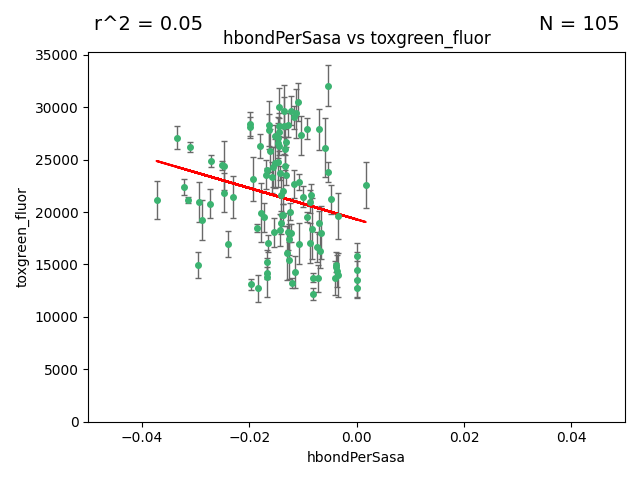 r^2 = 0.05
N = 105
hbondPerSasa vs toxgreen_fluor
35000
30000
25000
20000
15000
10000
5000
0
toxgreen_fluor
−0.04
−0.02
0.00
0.02
0.04
hbondPerSasa